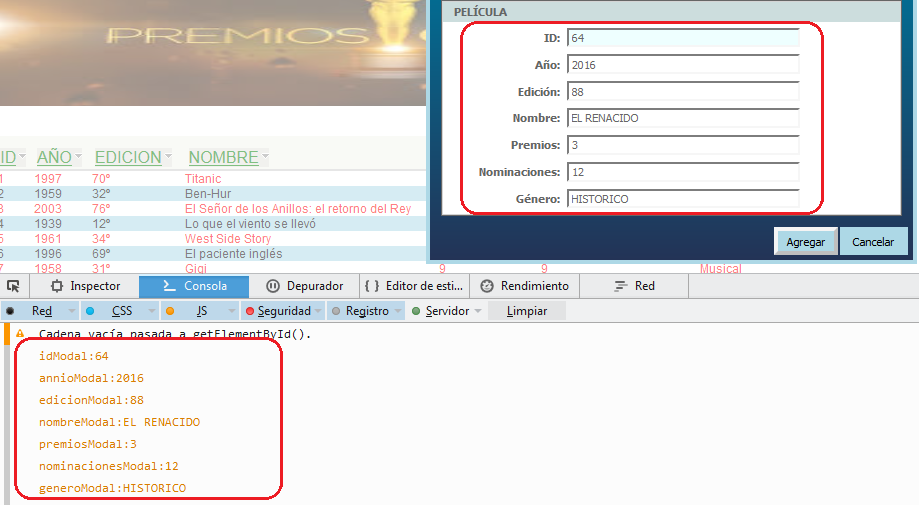 PREMIOS
PELÍCULA
ID: 64
Año: 2016
Edición: 88
Nombre: EL RENACIDO
Premios: 3
Nominaciones: 12
Género: HISTORICO
Agregar Cancelar
ID AÑO EDICION NOMBRE
1 1997 70º Titanic
2 1959 32º Ben-Hur
3 2003 76º El Señor de los Anillos: el retorno del Rey
4 1939 12º Lo que el viento se llevó
5 1961 34º West Side Story
6 1996 69º El paciente inglés
7 1958 31º Gigi 9 9 Musical
Inspector Consola Depurador { } Editor de esti... Rendimiento Red
Red CSS JS Seguridad Registro Servidor Limpiar
Cadena vacía pasada a getElementById().
idModal:64
annioModal:2016
edicionModal:88
nombreModal:EL RENACIDO
premiosModal:3
nominacionesModal:12
generoModal:HISTORICO